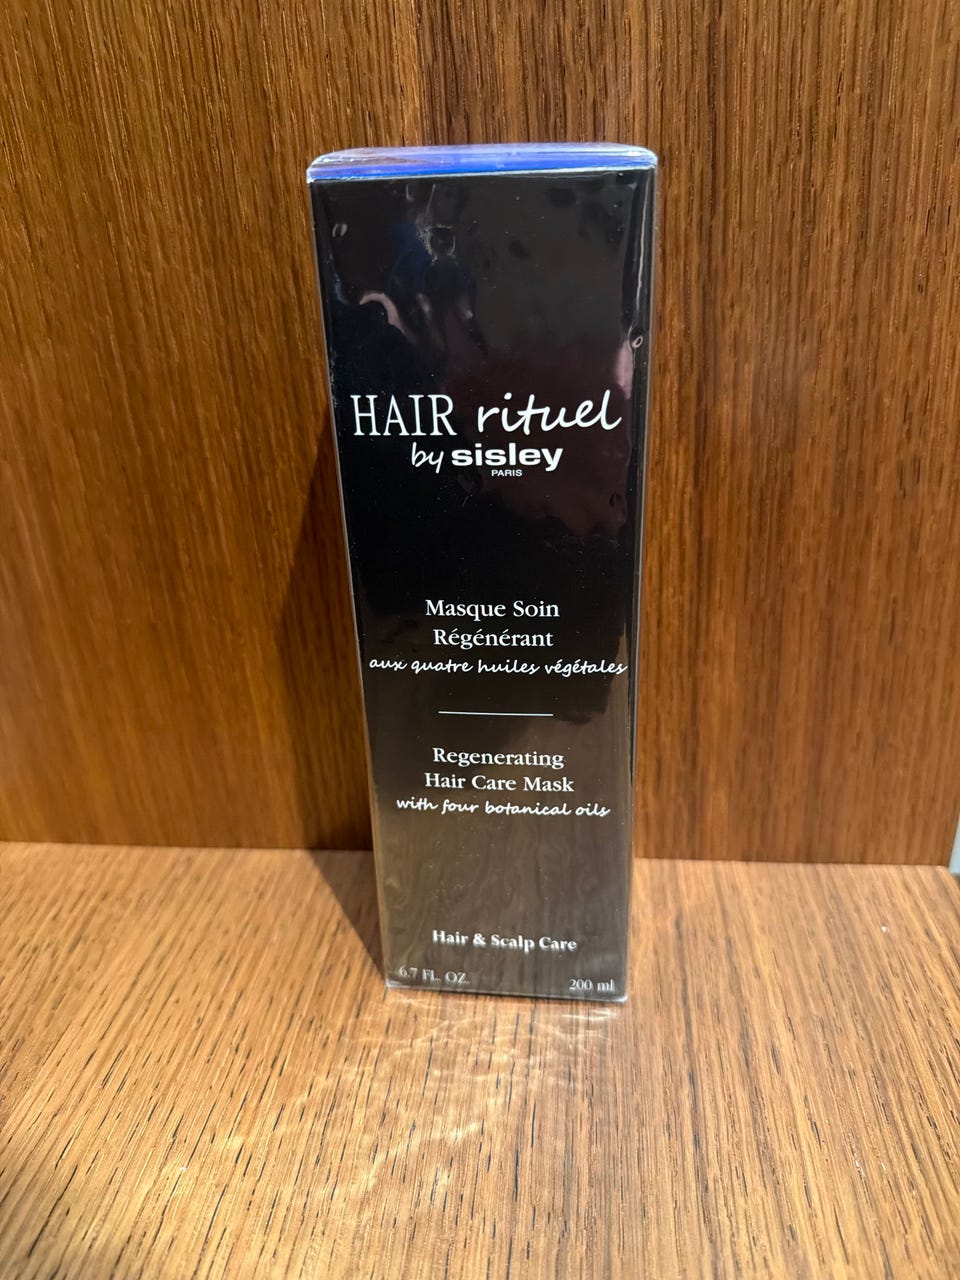 HAIR rituel
by sisley
PARIS
Masque Soin
Régénérant
aux quatre huiles végétales
Regenerating
Hair Care Mask
with four botanical oils
Hair & Scalp Care
6.7 FL. OZ.
200 ml